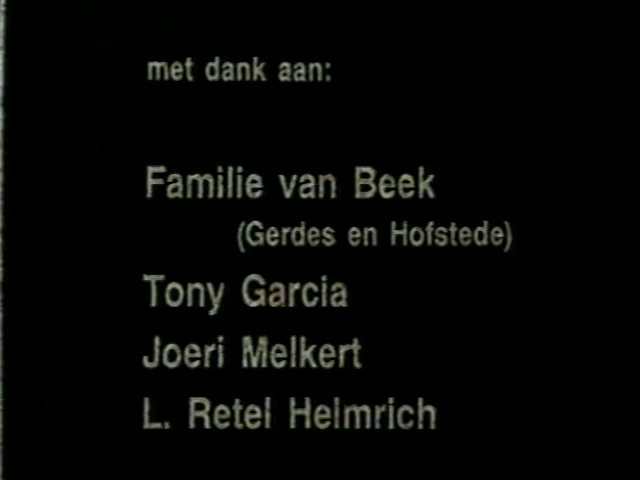 met dank aan:
Familie van Beek
(Gerdes en Hofstede)
Tony Garcia
Joeri Melkert
L. Retel Helmrich